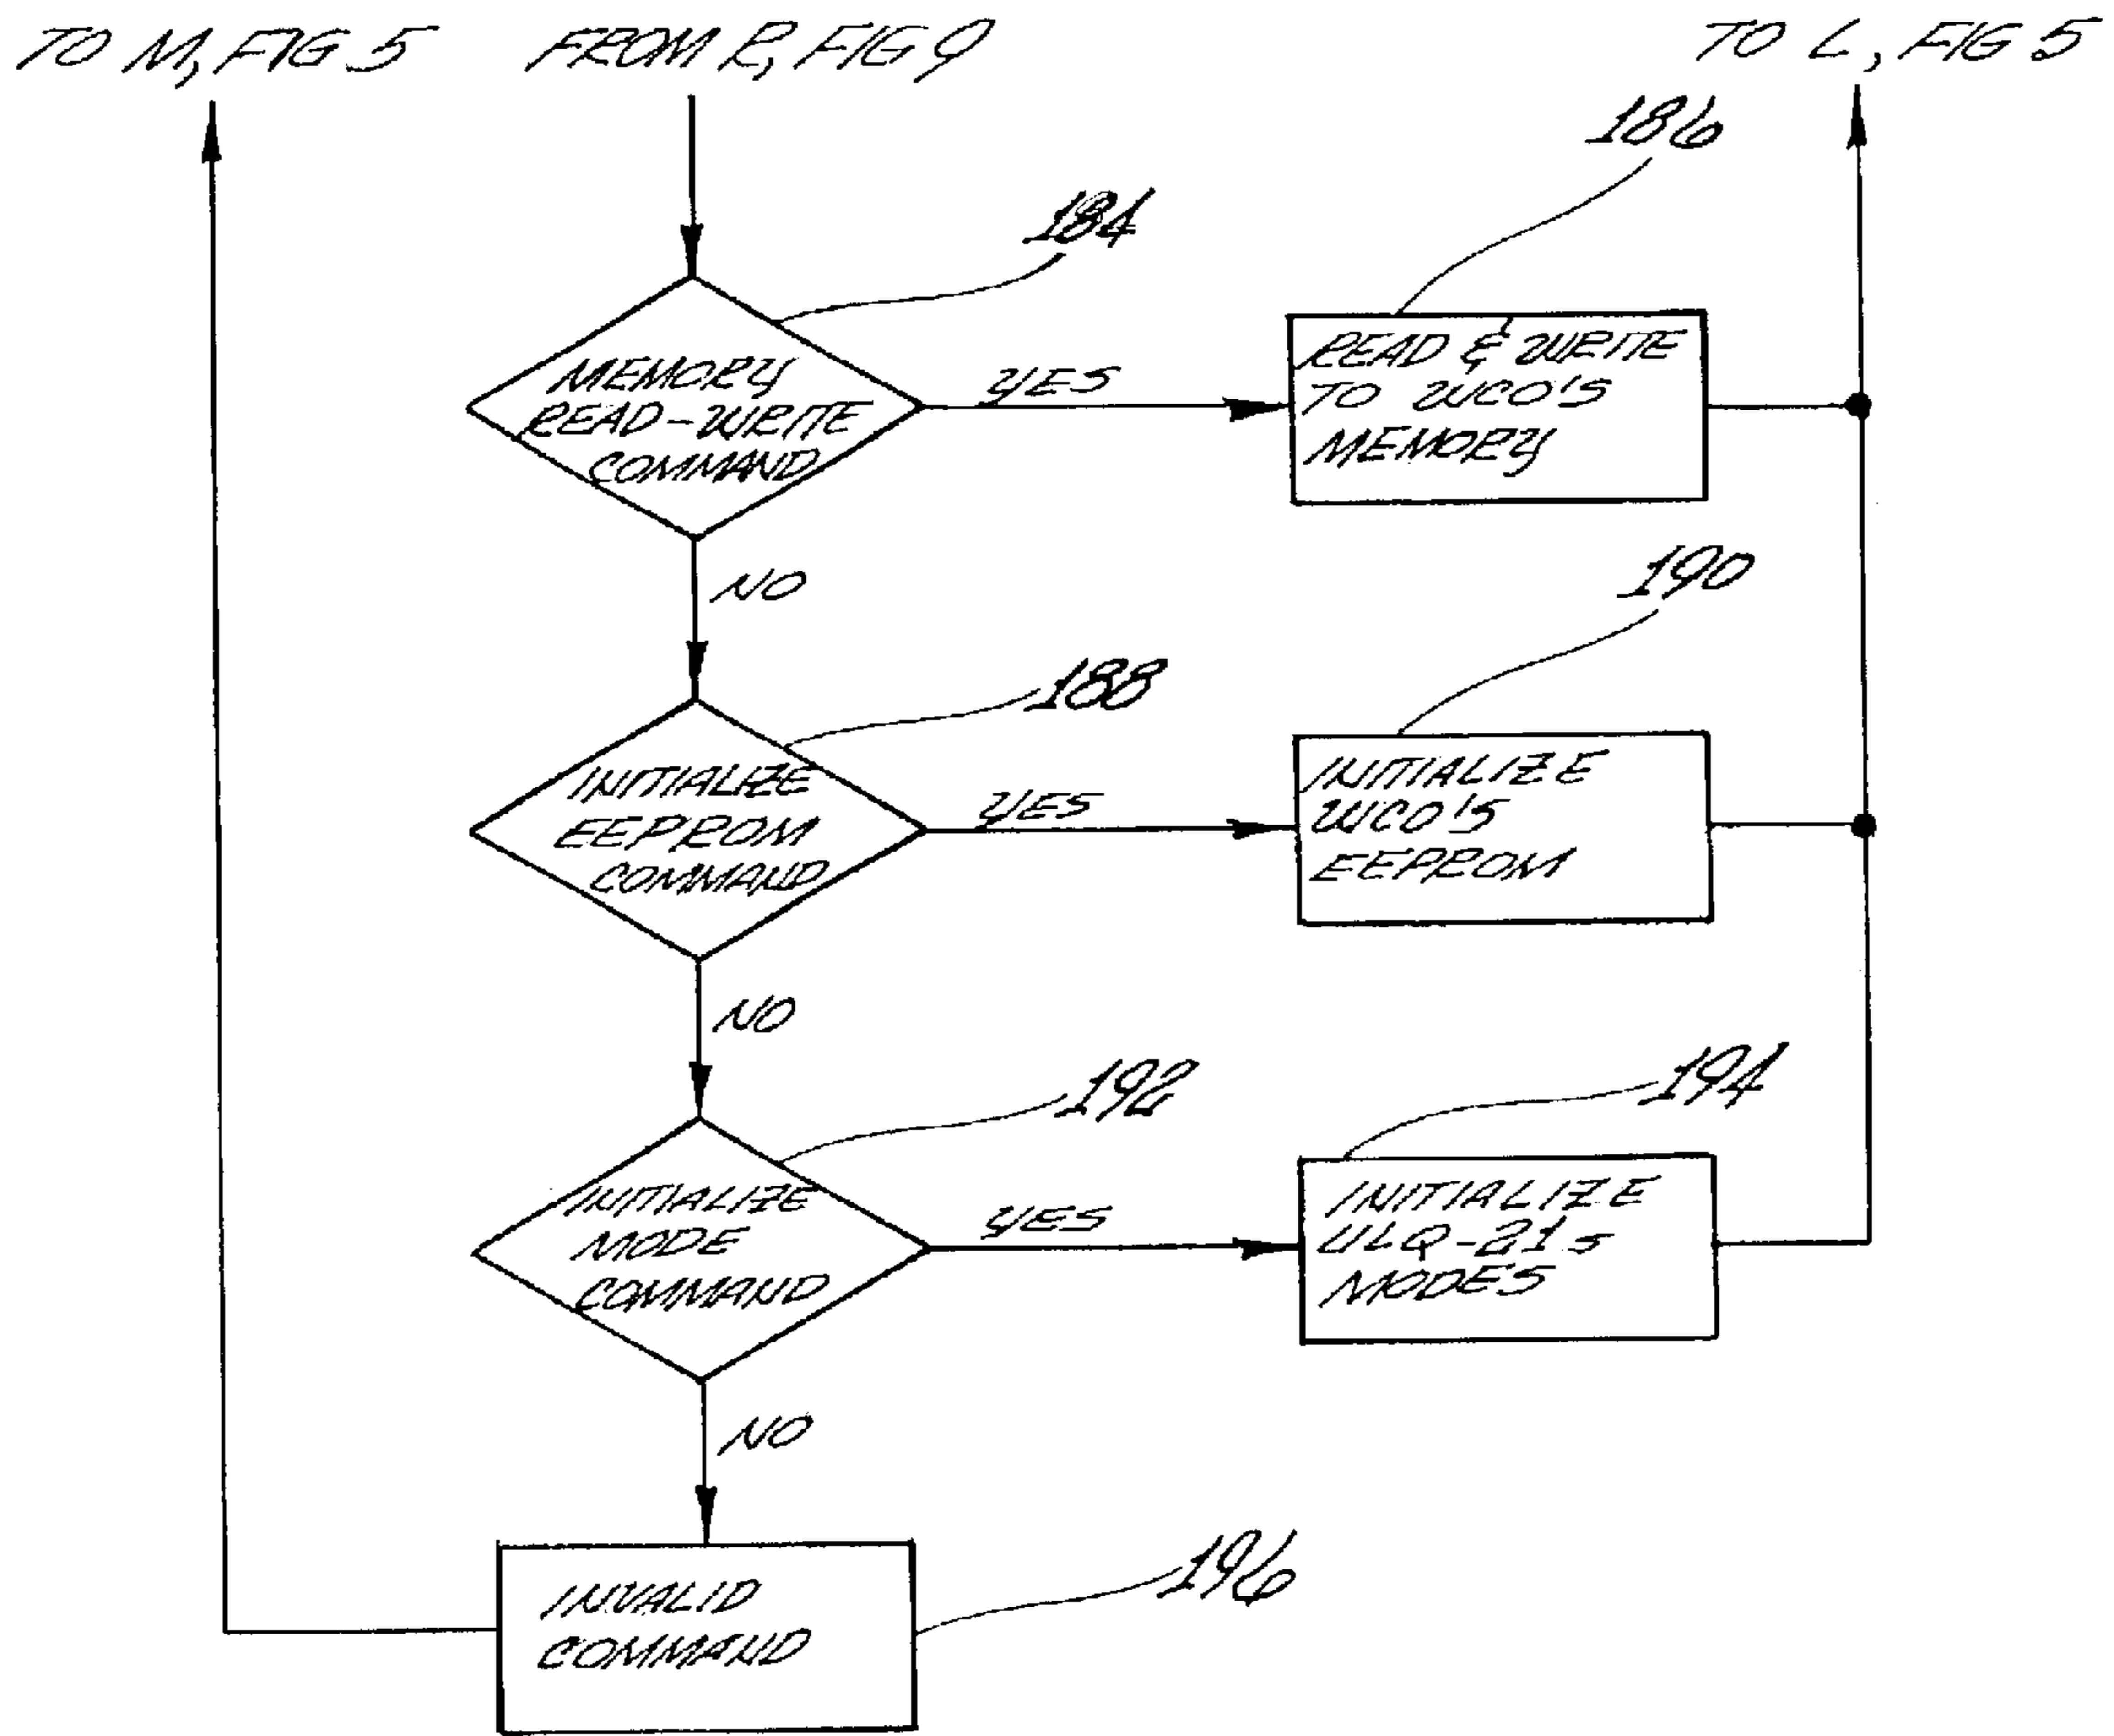 TO M, FIG 5
FROM R, FIG 9
TO L, FIG 5
186
184
MEMORY
READ-WRITE
COMMAND
YES
READ & WRITE
TO WCO'S
MEMORY
NO
190
188
INITIALIZE
EEPROM
COMMAND
YES
INITIALIZE
WCO'S
EEPROM
NO
192
194
INITIALIZE
MODE
COMMAND
YES
INITIALIZE
ULQ-21s
MODES
NO
196
INVALID
COMMAND